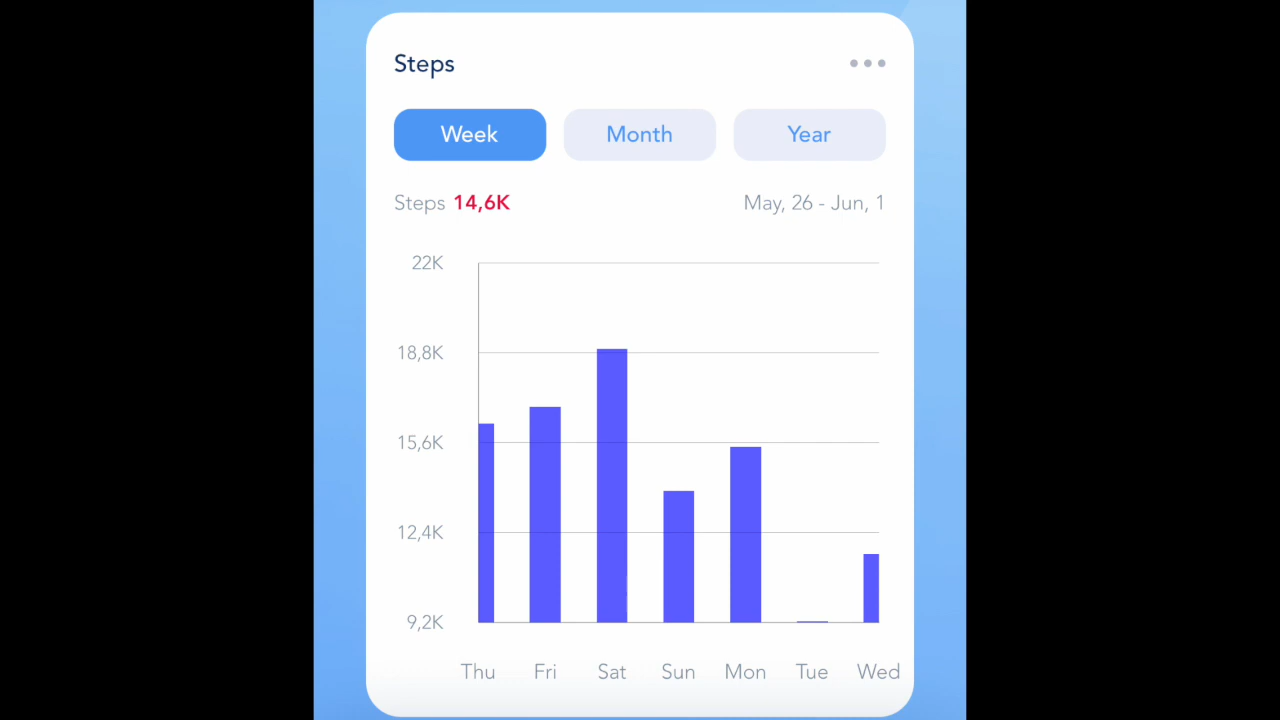 Steps
Week Month Year
Steps 14,6K May, 26 - Jun, 1
22K
18,8K
15,6K
12,4K
9,2K
Thu Fri Sat Sun Mon Tue Wed